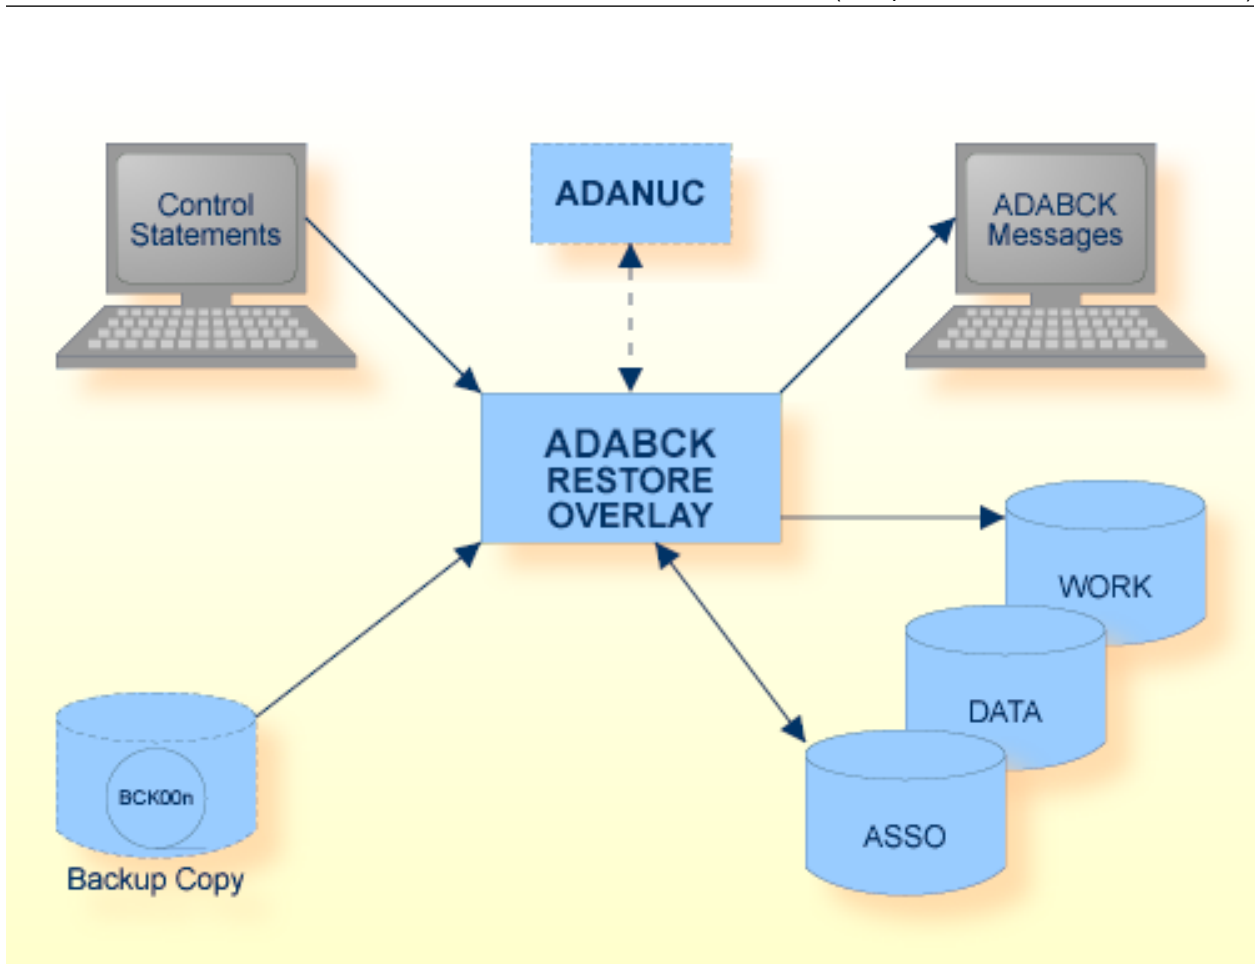 Control
Statements
ADANUC
ADABCK
Messages
ADABCK
RESTORE
OVERLAY
WORK
DATA
ASSO
BCK00n
Backup Copy